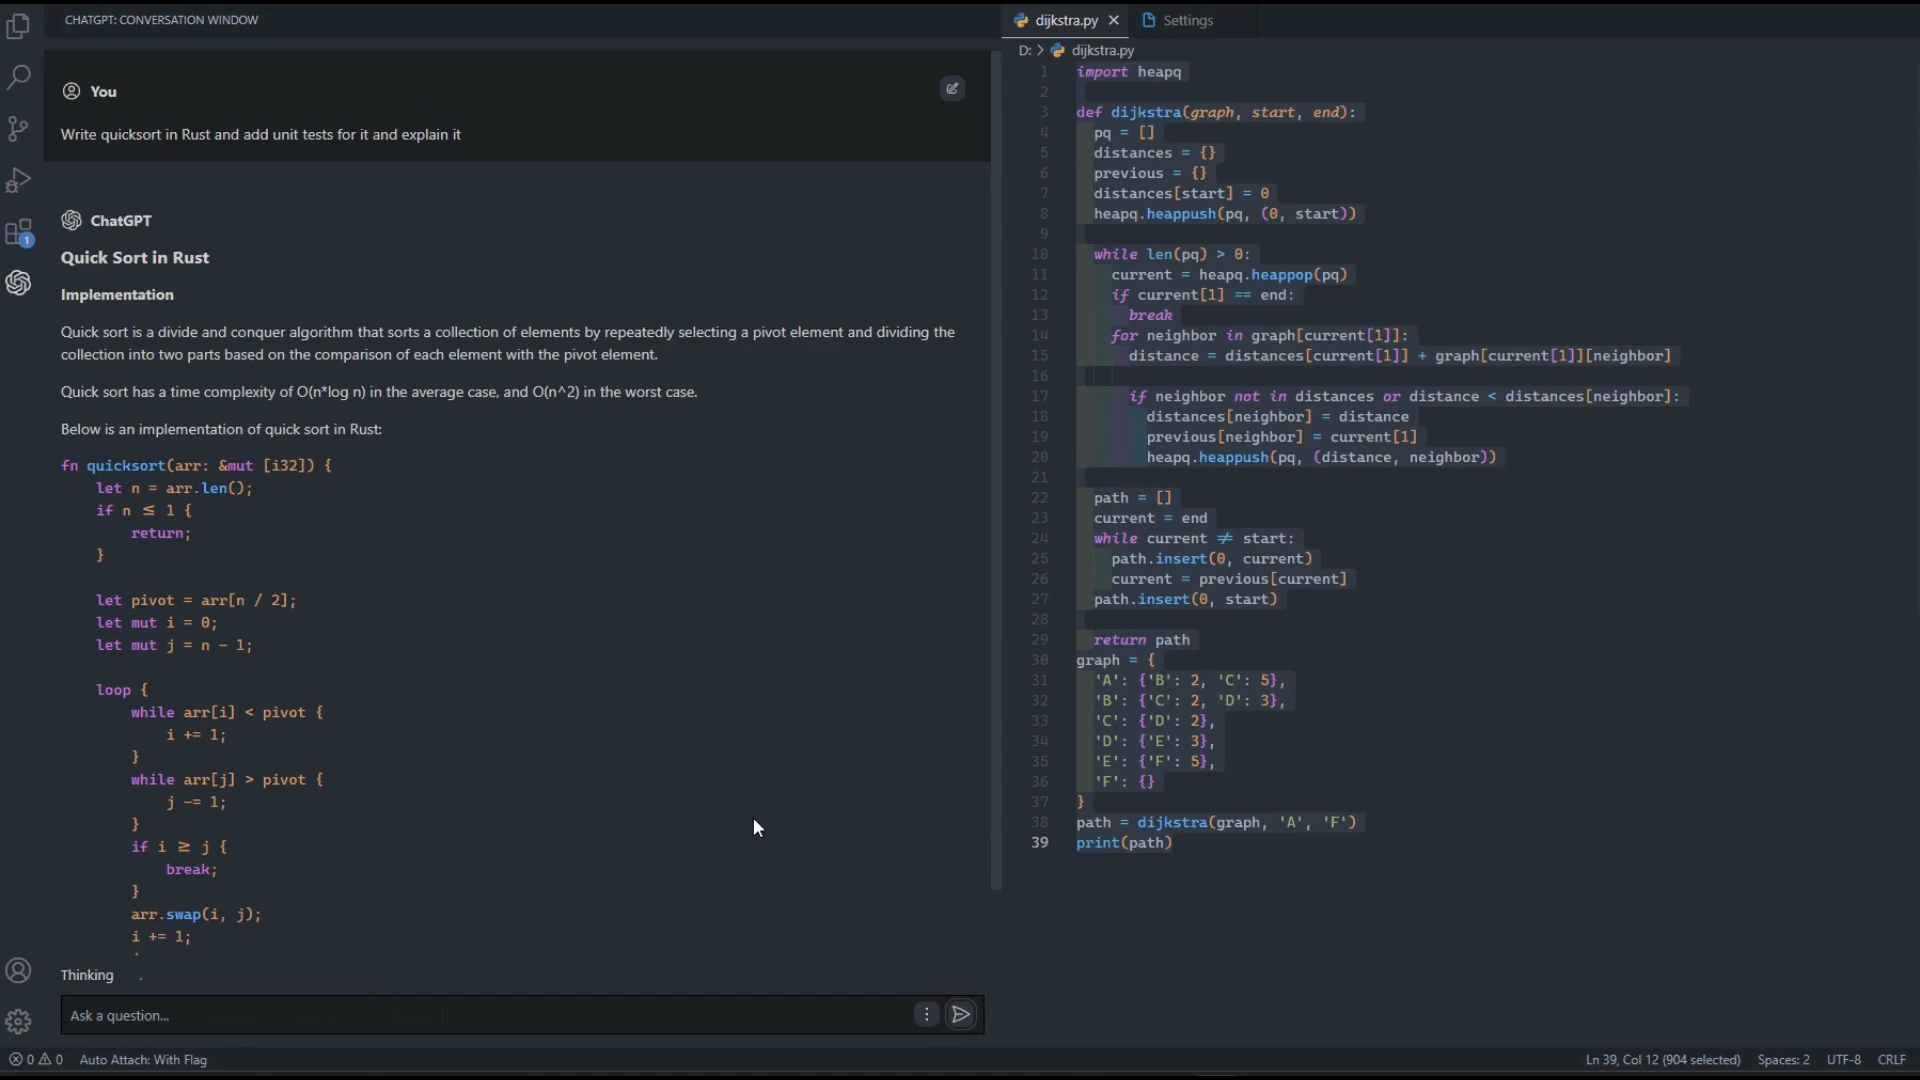 CHATGPT: CONVERSATION WINDOW
You
Write quicksort in Rust and add unit tests for it and explain it
ChatGPT
Quick Sort in Rust
Implementation
Quick sort is a divide and conquer algorithm that sorts a collection of elements by repeatedly selecting a pivot element and dividing the
collection into two parts based on the comparison of each element with the pivot element.
Quick sort has a time complexity of O(n*log n) in the average case, and O(n^2) in the worst case.
Below is an implementation of quick sort in Rust:
fn quicksort(arr: &mut [i32]) {
    let n = arr.len();
    if n ≤ 1 {
        return;
    }
    let pivot = arr[n / 2];
    let mut i = 0;
    let mut j = n - 1;
    loop {
        while arr[i] < pivot {
            i += 1;
        }
        while arr[j] > pivot {
            j -= 1;
        }
        if i ≥ j {
            break;
        }
        arr.swap(i, j);
        i += 1;
Thinking .
Ask a question...
dijkstra.py
Settings
D: > dijkstra.py
1 import heapq
2
3 def dijkstra(graph, start, end):
4   pq = []
5   distances = {}
6   previous = {}
7   distances[start] = 0
8   heapq.heappush(pq, (0, start))
9
10   while len(pq) > 0:
11     current = heapq.heappop(pq)
12     if current[1] == end:
13       break
14     for neighbor in graph[current[1]]:
15       distance = distances[current[1]] + graph[current[1]][neighbor]
16
17       if neighbor not in distances or distance < distances[neighbor]:
18         distances[neighbor] = distance
19         previous[neighbor] = current[1]
20         heapq.heappush(pq, (distance, neighbor))
21
22   path = []
23   current = end
24   while current ≠ start:
25     path.insert(0, current)
26     current = previous[current]
27   path.insert(0, start)
28
29   return path
30 graph = {
31   'A': {'B': 2, 'C': 5},
32   'B': {'C': 2, 'D': 3},
33   'C': {'D': 2},
34   'D': {'E': 3},
35   'E': {'F': 5},
36   'F': {}
37 }
38 path = dijkstra(graph, 'A', 'F')
39 print(path)
1
0 0 Auto Attach: With Flag
Ln 39, Col 12 (904 selected) Spaces: 2 UTF-8 CRLF